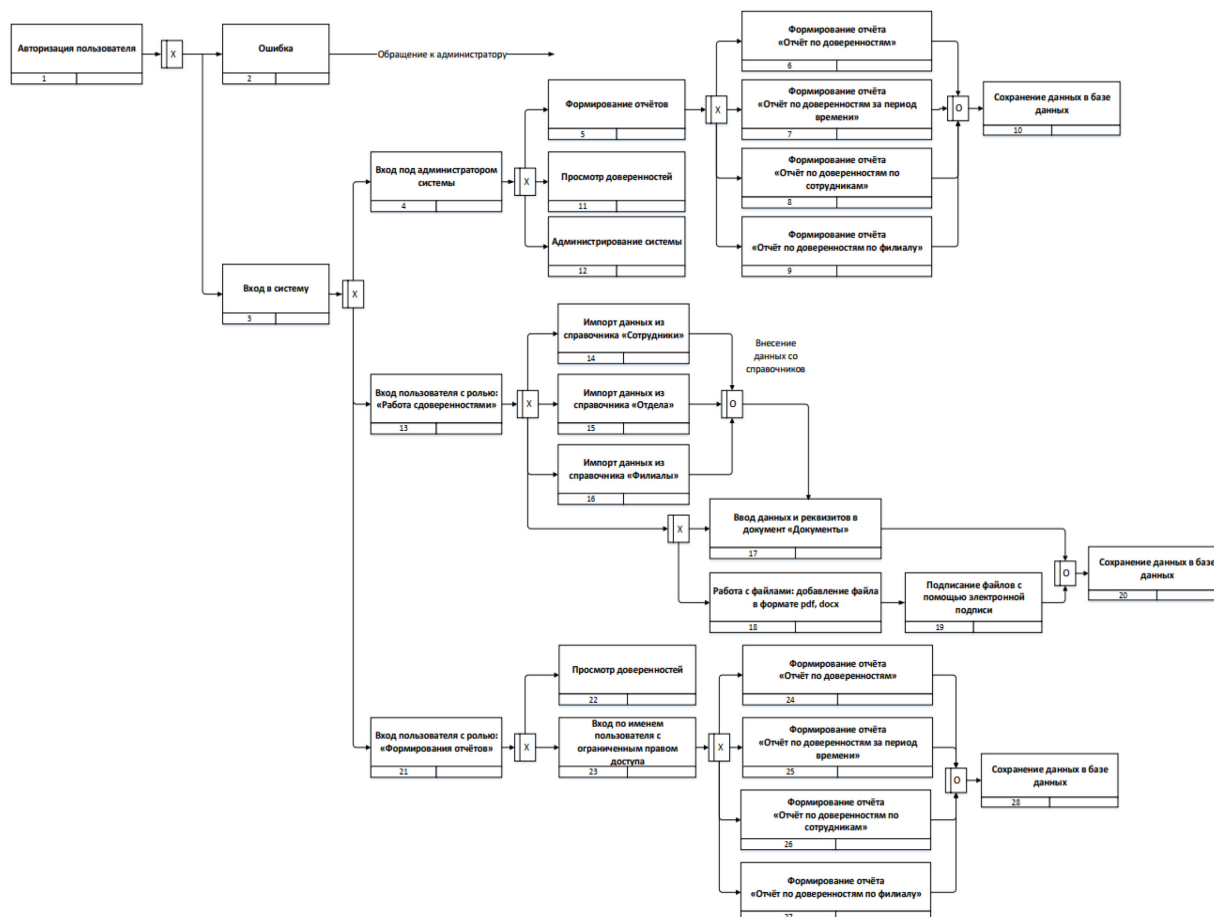 Авторизация пользователя
1
X
Ошибка
2
Обращение к администратору
Вход в систему
3
X
Вход под администратором
системы
4
X
Формирование отчётов
5
X
Формирование отчёта
«Отчёт по доверенностям»
6
Формирование отчёта
«Отчёт по доверенностям за период
времени»
7
Формирование отчёта
«Отчёт по доверенностям по
сотрудникам»
8
Формирование отчёта
«Отчёт по доверенностям по филиалу»
9
O
Сохранение данных в базе
данных
10
Просмотр доверенностей
11
Администрирование системы
12
Вход пользователя с ролью:
«Работа сдоверенностями»
13
X
Импорт данных из
справочника «Сотрудники»
14
Импорт данных из
справочника «Отдела»
15
Импорт данных из
справочника «Филиалы»
16
O
Внесение
данных со
справочников
X
Ввод данных и реквизитов в
документ «Документы»
17
Работа с файлами: добавление файла
в формате pdf, docx
18
Подписание файлов с
помощью электронной
подписи
19
O
Сохранение данных в базе
данных
20
Вход пользователя с ролью:
«Формирования отчётов»
21
X
Просмотр доверенностей
22
Вход по именем
пользователя с
ограниченным правом
доступа
23
X
Формирование отчёта
«Отчёт по доверенностям»
24
Формирование отчёта
«Отчёт по доверенностям за период
времени»
25
Формирование отчёта
«Отчёт по доверенностям по
сотрудникам»
26
Формирование отчёта
«Отчёт по доверенностям по филиалу»
27
O
Сохранение данных в базе
данных
28